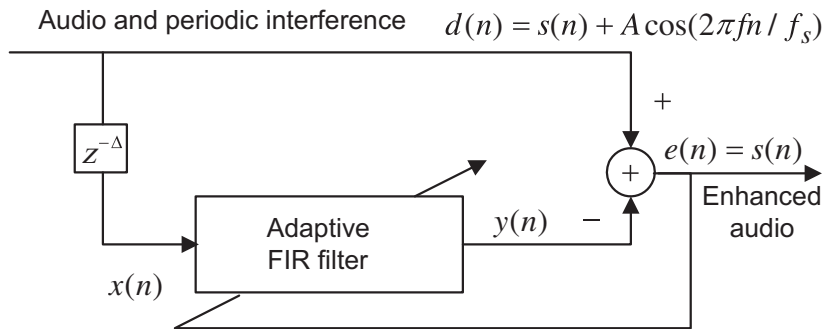 Audio and periodic interference
d(n) = s(n) + A cos(2πfn / f_s)
+
z^{-Δ}
+
e(n) = s(n)
Adaptive
FIR filter
y(n)
−
Enhanced
audio
x(n)